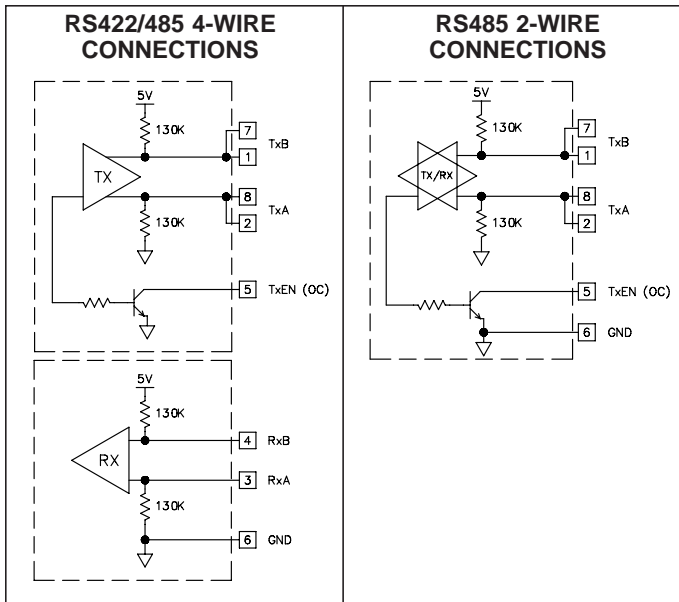 RS422/485 4-WIRE
CONNECTIONS
5V
130K
7
TxB
1
TX
8
TxA
2
130K
5 TxEN (OC)
5V
130K
4 RxB
RX
3 RxA
130K
6 GND
RS485 2-WIRE
CONNECTIONS
5V
130K
7
TxB
1
TX/RX
8
TxA
2
130K
5 TxEN (OC)
6 GND